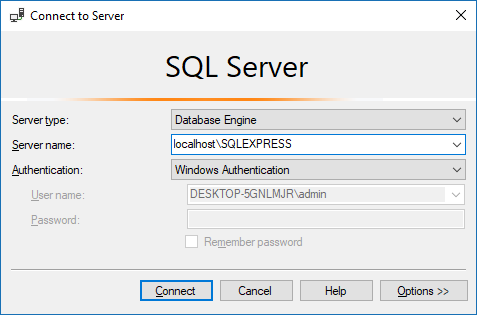 Connect to Server
SQL Server
Server type: Database Engine
Server name: localhost\SQLEXPRESS
Authentication: Windows Authentication
User name: DESKTOP-5GNLMJR\admin
Password:
Remember password
Connect Cancel Help Options >>